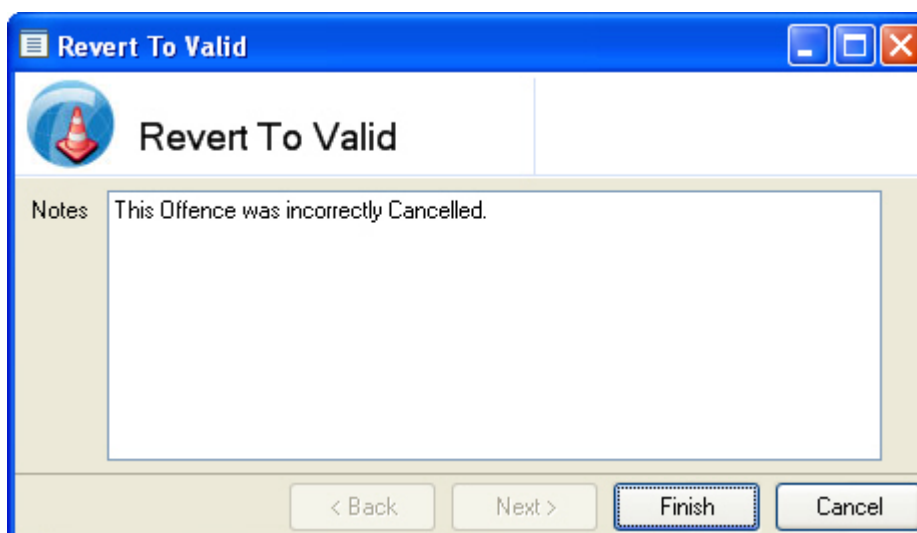 Revert To Valid
Revert To Valid
Notes
This Offence was incorrectly Cancelled.
< Back
Next >
Finish
Cancel